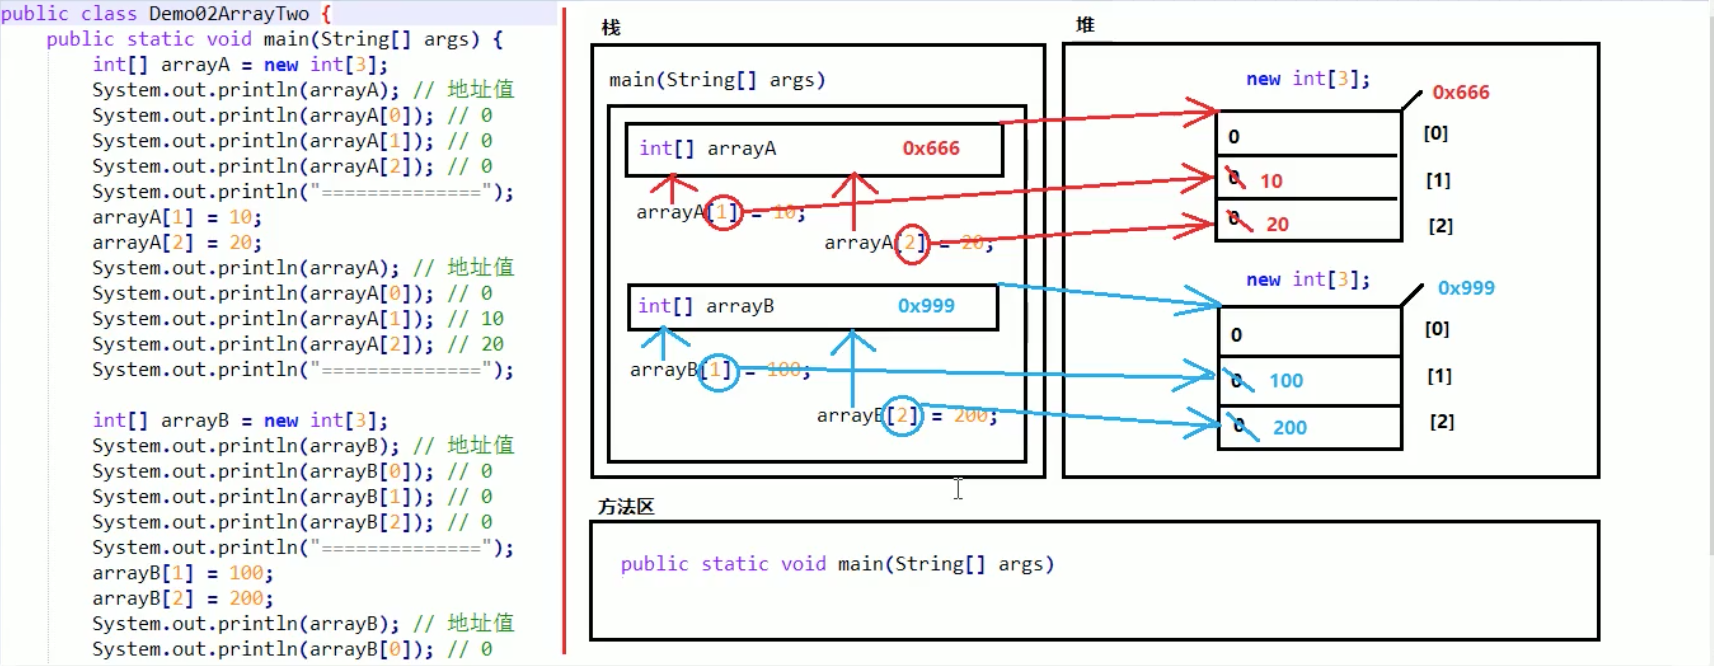 public class Demo02ArrayTwo {
public static void main(String[] args) {
int[] arrayA = new int[3];
System.out.println(arrayA); // 地址值
System.out.println(arrayA[0]); // 0
System.out.println(arrayA[1]); // 0
System.out.println(arrayA[2]); // 0
System.out.println("==============");
arrayA[1] = 10;
arrayA[2] = 20;
System.out.println(arrayA); // 地址值
System.out.println(arrayA[0]); // 0
System.out.println(arrayA[1]); // 10
System.out.println(arrayA[2]); // 20
System.out.println("==============");
int[] arrayB = new int[3];
System.out.println(arrayB); // 地址值
System.out.println(arrayB[0]); // 0
System.out.println(arrayB[1]); // 0
System.out.println(arrayB[2]); // 0
System.out.println("==============");
arrayB[1] = 100;
arrayB[2] = 200;
System.out.println(arrayB); // 地址值
System.out.println(arrayB[0]); // 0
栈
main(String[] args)
int[] arrayA 0x666
arrayA[1] = 10;
arrayA[2] = 20;
int[] arrayB 0x999
arrayB[1] = 100;
arrayB[2] = 200;
堆
new int[3];
0x666
0 [0]
0 10 [1]
0 20 [2]
new int[3];
0x999
0 [0]
0 100 [1]
0 200 [2]
方法区
public static void main(String[] args)